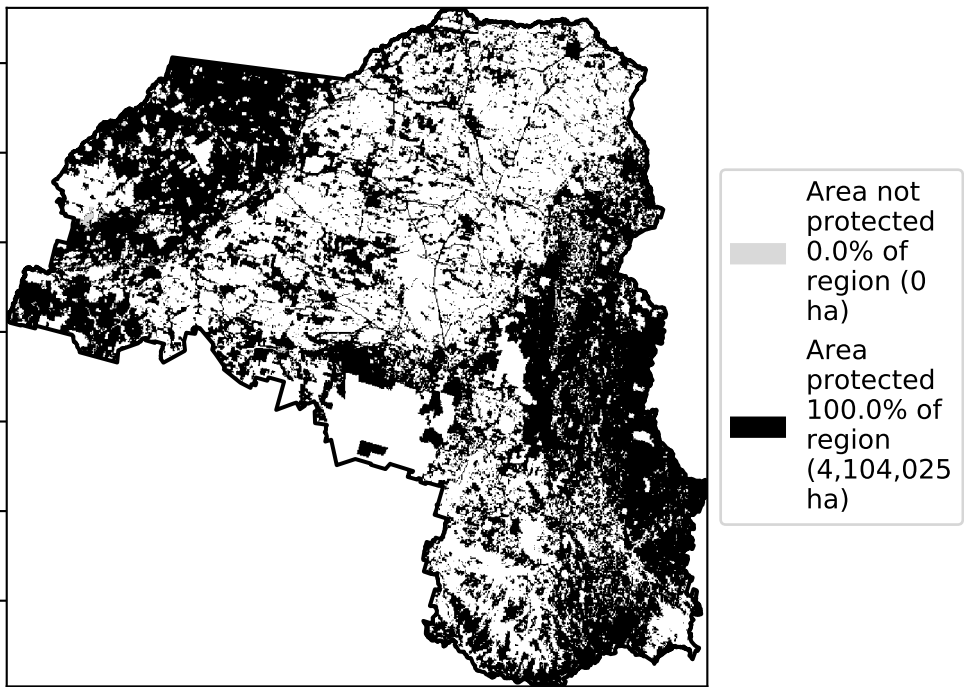 Area not
protected
0.0% of
region (0
ha)
Area
protected
100.0% of
region
(4,104,025
ha)